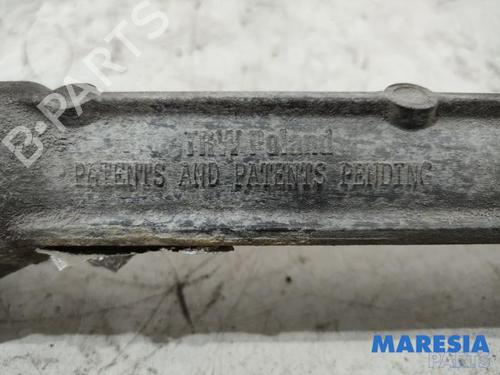 TRW Poland
PATENTS AND PATENTS PENDING
B-PARTS
MARESIA
PARTS